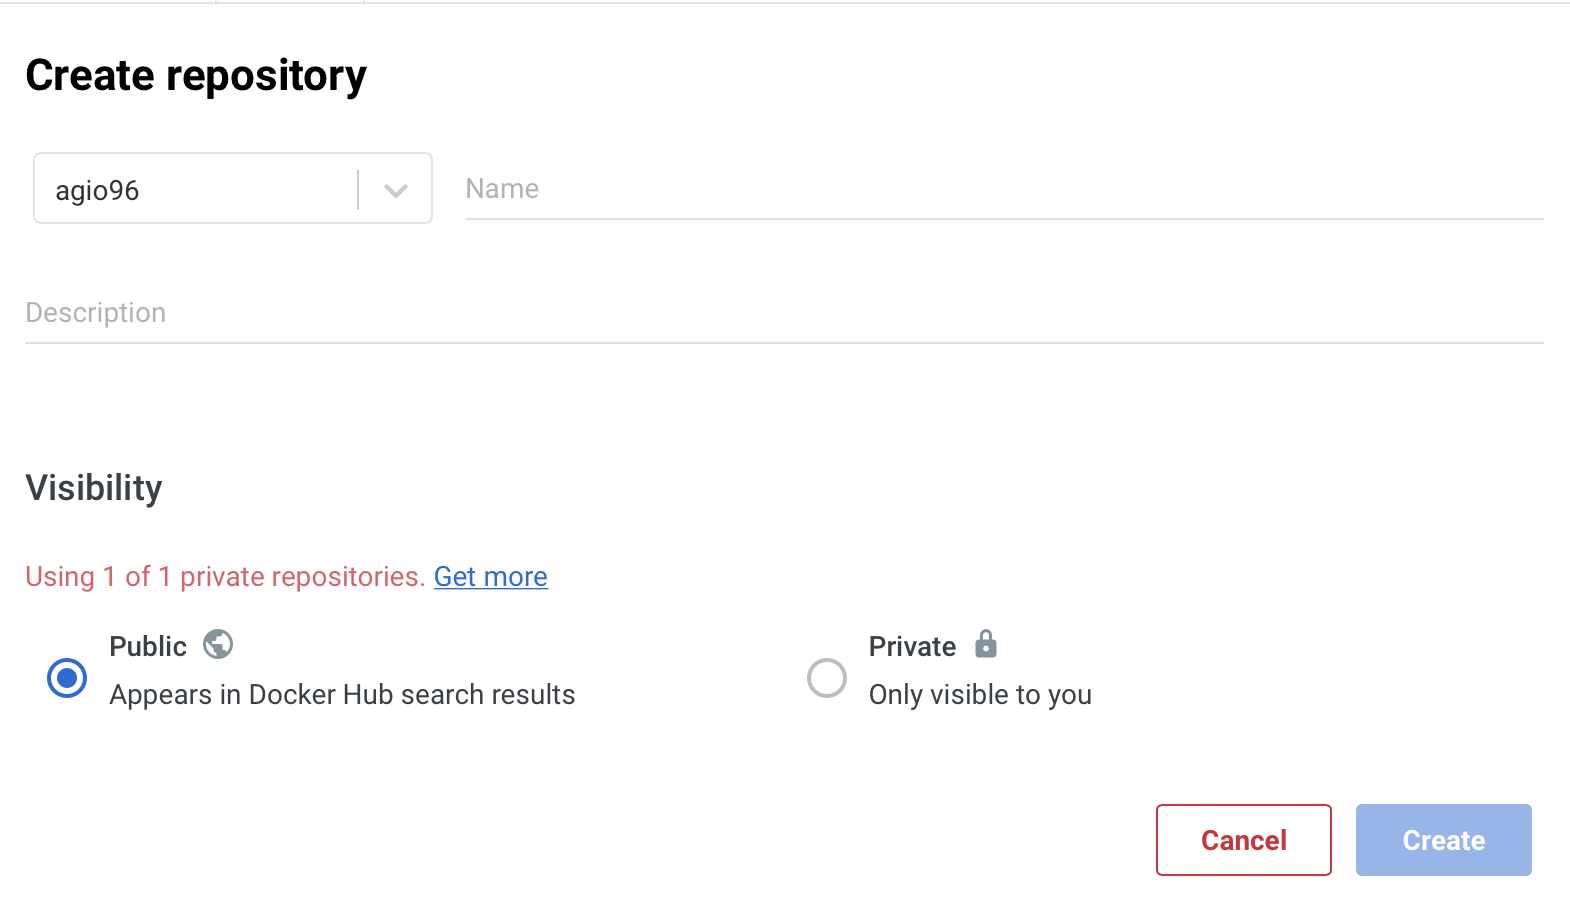 Create repository
agio96
Name
Description
Visibility
Using 1 of 1 private repositories. Get more
Public
Appears in Docker Hub search results
Private
Only visible to you
Cancel
Create